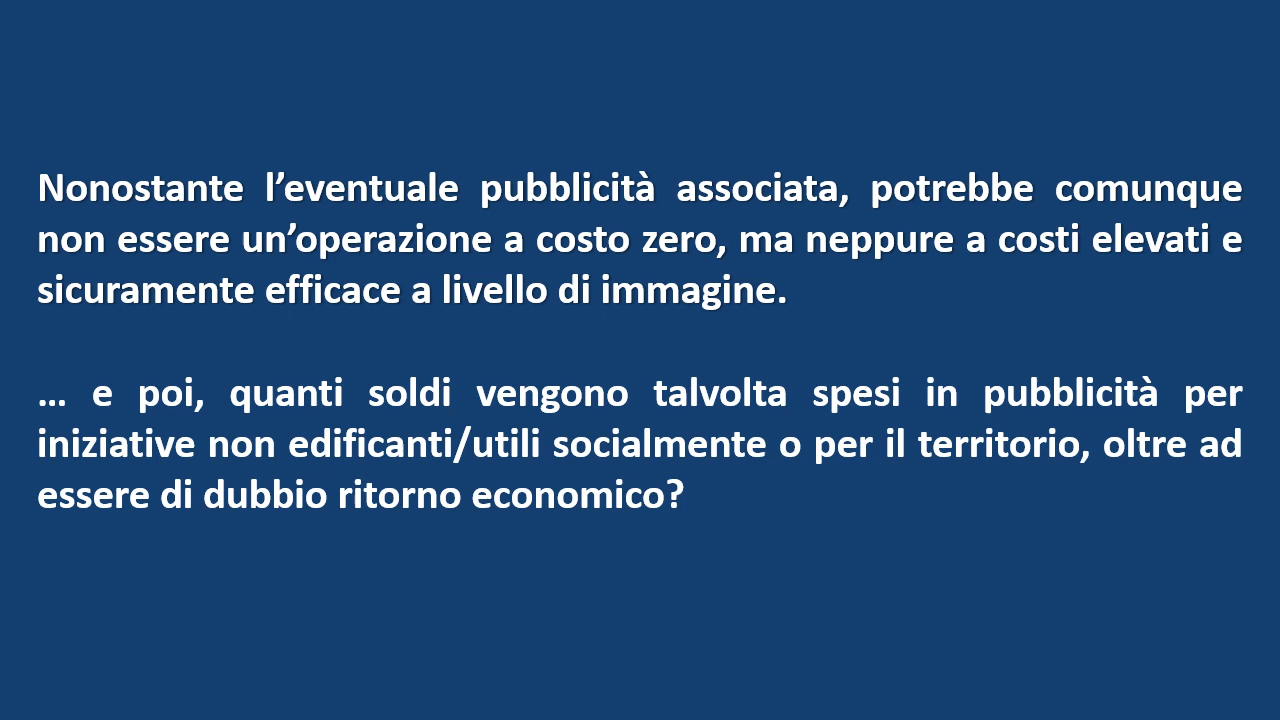 Nonostante l’eventuale pubblicità associata, potrebbe comunque
non essere un’operazione a costo zero, ma neppure a costi elevati e
sicuramente efficace a livello di immagine.
… e poi, quanti soldi vengono talvolta spesi in pubblicità per
iniziative non edificanti/utili socialmente o per il territorio, oltre ad
essere di dubbio ritorno economico?